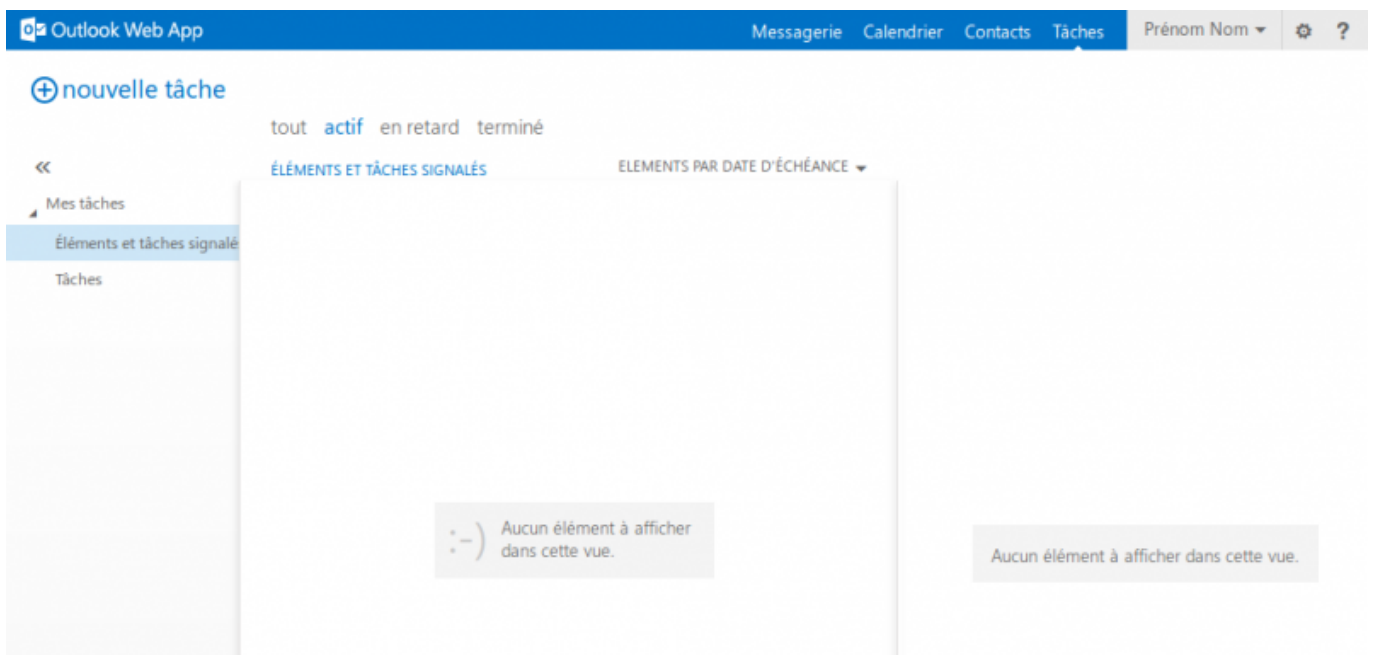 Outlook Web App
Messagerie Calendrier Contacts Tâches Prénom Nom ?
nouvelle tâche
tout actif en retard terminé
«
ÉLÉMENTS ET TÂCHES SIGNALÉS ELEMENTS PAR DATE D'ÉCHÉANCE
Mes tâches
Éléments et tâches signalé
Tâches
:-) Aucun élément à afficher
dans cette vue.
Aucun élément à afficher dans cette vue.